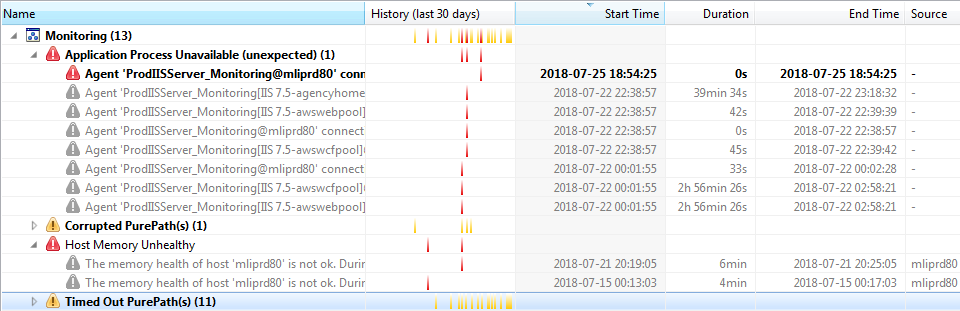 Name History (last 30 days) Start Time Duration End Time Source
Monitoring (13)
Application Process Unavailable (unexpected) (1)
Agent 'ProdIISServer_Monitoring@mliprd80' conn 2018-07-25 18:54:25 0s 2018-07-25 18:54:25 -
Agent 'ProdIISServer_Monitoring[IIS 7.5-agencyhome 2018-07-22 22:38:57 39min 34s 2018-07-22 23:18:32 -
Agent 'ProdIISServer_Monitoring[IIS 7.5-awswebpool] 2018-07-22 22:38:57 42s 2018-07-22 22:39:39 -
Agent 'ProdIISServer_Monitoring@mliprd80' connect 2018-07-22 22:38:57 0s 2018-07-22 22:38:57 -
Agent 'ProdIISServer_Monitoring[IIS 7.5-awswcfpool] 2018-07-22 22:38:57 45s 2018-07-22 22:39:42 -
Agent 'ProdIISServer_Monitoring@mliprd80' connect 2018-07-22 00:01:55 33s 2018-07-22 00:02:28 -
Agent 'ProdIISServer_Monitoring[IIS 7.5-awswcfpool] 2018-07-22 00:01:55 2h 56min 26s 2018-07-22 02:58:21 -
Agent 'ProdIISServer_Monitoring[IIS 7.5-awswebpool] 2018-07-22 00:01:55 2h 56min 26s 2018-07-22 02:58:21 -
Corrupted PurePath(s) (1)
Host Memory Unhealthy
The memory health of host 'mliprd80' is not ok. Durin 2018-07-21 20:19:05 6min 2018-07-21 20:25:05 mliprd80
The memory health of host 'mliprd80' is not ok. Durin 2018-07-15 00:13:03 4min 2018-07-15 00:17:03 mliprd80
Timed Out PurePath(s) (11)